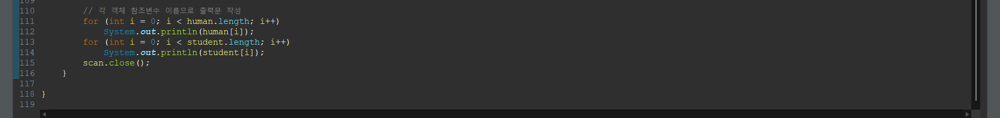 109
110 // 각 객체 참조변수 이름으로 출력문 작성
111 for (int i = 0; i < human.length; i++)
112 System.out.println(human[i]);
113 for (int i = 0; i < student.length; i++)
114 System.out.println(student[i]);
115 scan.close();
116 }
117
118 }
119